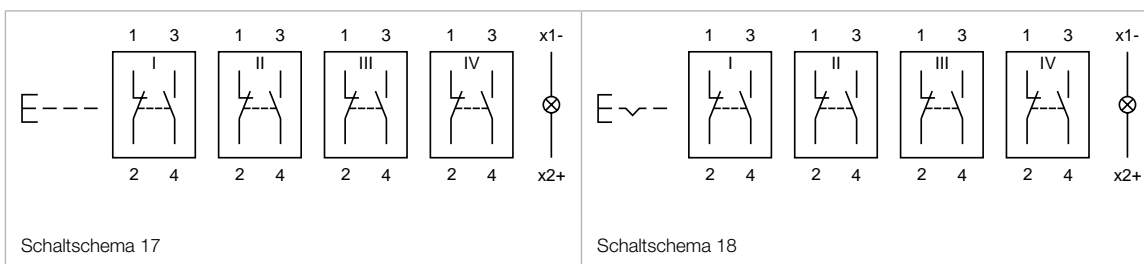 1 3 1 3 1 3 1 3 x1-
I II III IV
2 4 2 4 2 4 2 4 x2+
Schaltschema 17
1 3 1 3 1 3 1 3 x1-
I II III IV
2 4 2 4 2 4 2 4 x2+
Schaltschema 18